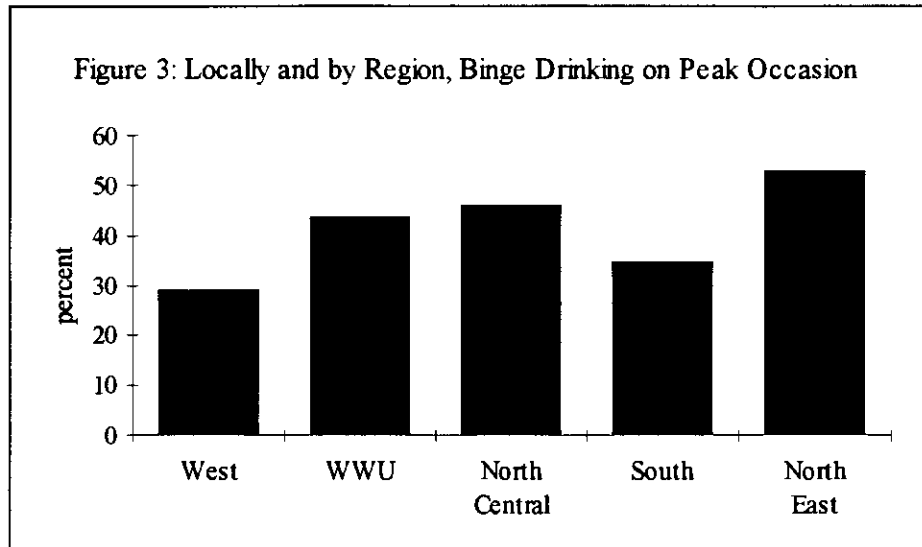 Figure 3: Locally and by Region, Binge Drinking on Peak Occasion
60
50
40
30
20
10
0
percent
West WWU North Central South North East